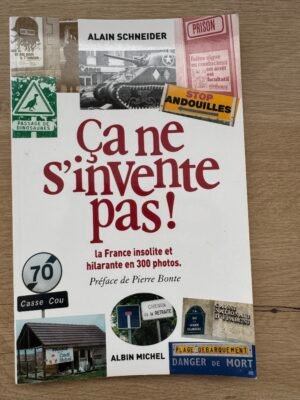 ALAIN SCHNEIDER
PRISON
STOP
ANDOUILLES
PASSAGE DE
DINOSAURES
Ça ne
s'invente
pas!
la France insolite et
hilarante en 300 photos.
Préface de Pierre Bonte
70
Casse Cou
CHEMIN
de la RETRAITE
ALBIN MICHEL
PLAGE DEBARQUEMENT
DANGER DE MORT